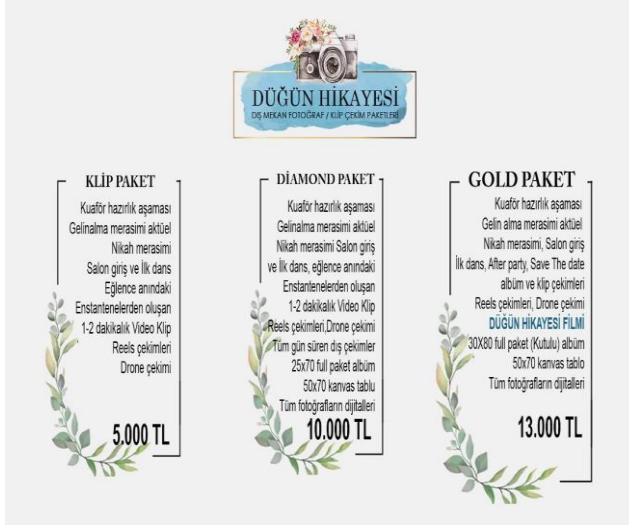 DÜĞÜN HİKAYESİ
DIŞ MEKAN FOTOĞRAF / KLİP ÇEKİM PAKETLERİ
KLİP PAKET
Kuaför hazırlık aşaması
Gelinalma merasimi aktüel
Nikah merasimi
Salon giriş ve İlk dans
Eğlence anındaki
Enstantenelerden oluşan
1-2 dakikalık Video Klip
Reels çekimleri
Drone çekimi
5.000 TL
DİAMOND PAKET
Kuaför hazırlık aşaması
Gelinalma merasimi aktüel
Nikah merasimi Salon giriş
ve İlk dans, eğlence anındaki
Enstantenelerden oluşan
1-2 dakikalık Video Klip
Reels çekimleri,Drone çekimi
Tüm gün süren dış çekimler
25x70 full paket albüm
50x70 kanvas tablu
Tüm fotoğrafların dijitalleri
10.000 TL
GOLD PAKET
Kuaför hazırlık aşaması
Gelin alma merasimi aktüel
Nikah merasimi, Salon giriş
İlk dans, After party, Save The date
albüm ve klip çekimleri
Reels çekimleri, Drone çekimi
DÜĞÜN HİKAYESİ FİLMİ
30X80 full paket (Kutulu) albüm
50x70 kanvas tablo
Tüm fotoğrafların dijitalleri
13.000 TL